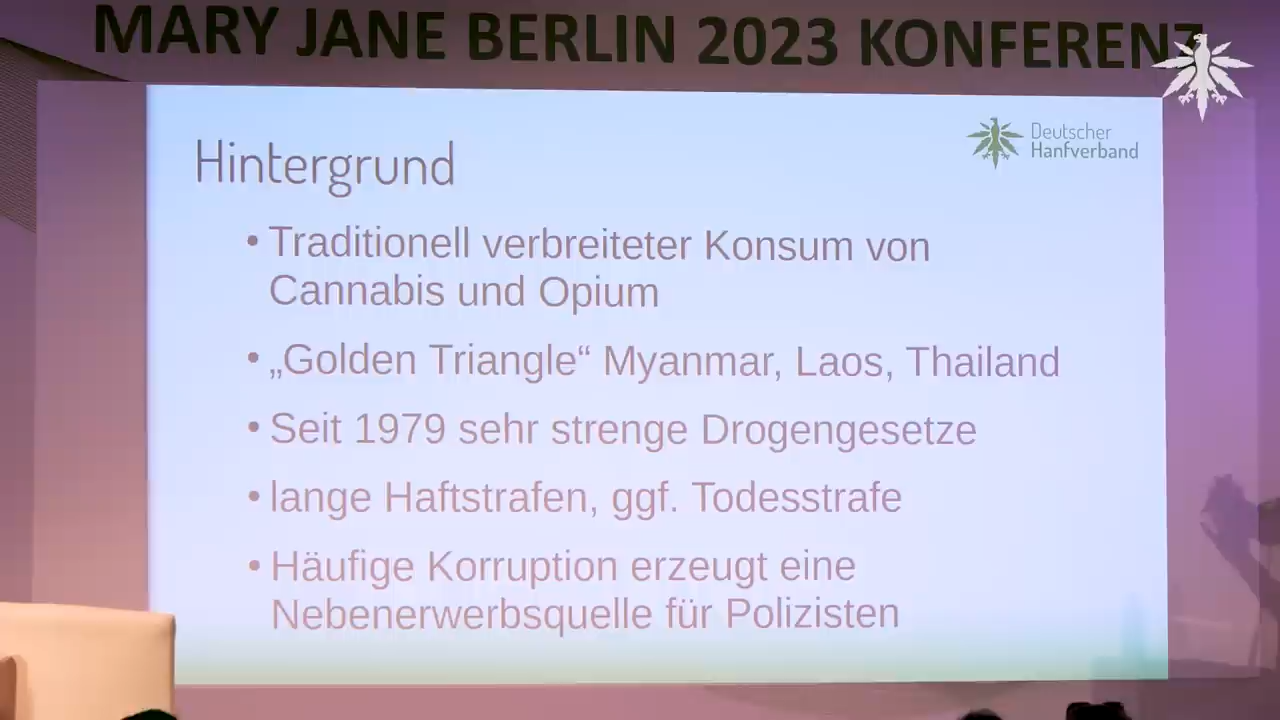 MARY JANE BERLIN 2023 KONFERENZ
Deutscher
Hanfverband
Hintergrund
• Traditionell verbreiteter Konsum von
Cannabis und Opium
• „Golden Triangle“ Myanmar, Laos, Thailand
• Seit 1979 sehr strenge Drogengesetze
• lange Haftstrafen, ggf. Todesstrafe
• Häufige Korruption erzeugt eine
Nebenerwerbsquelle für Polizisten